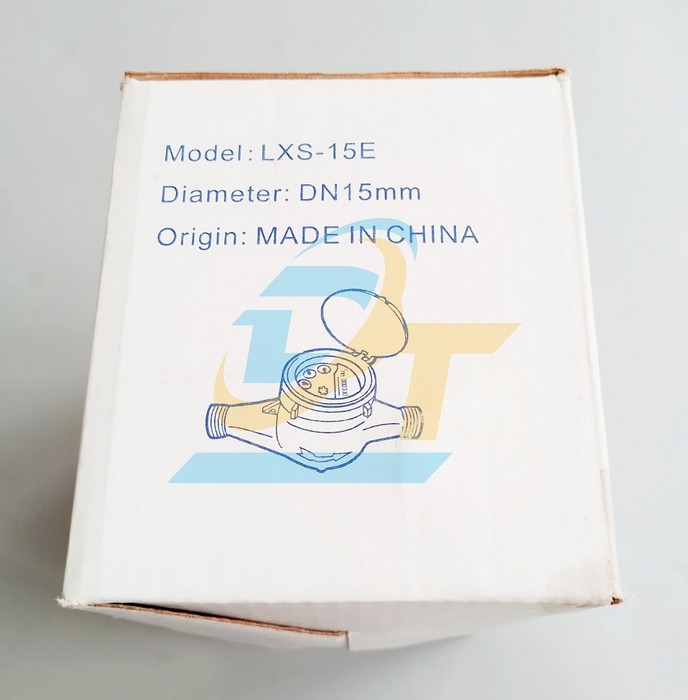 Model: LXS-15E
Diameter: DN15mm
Origin: MADE IN CHINA